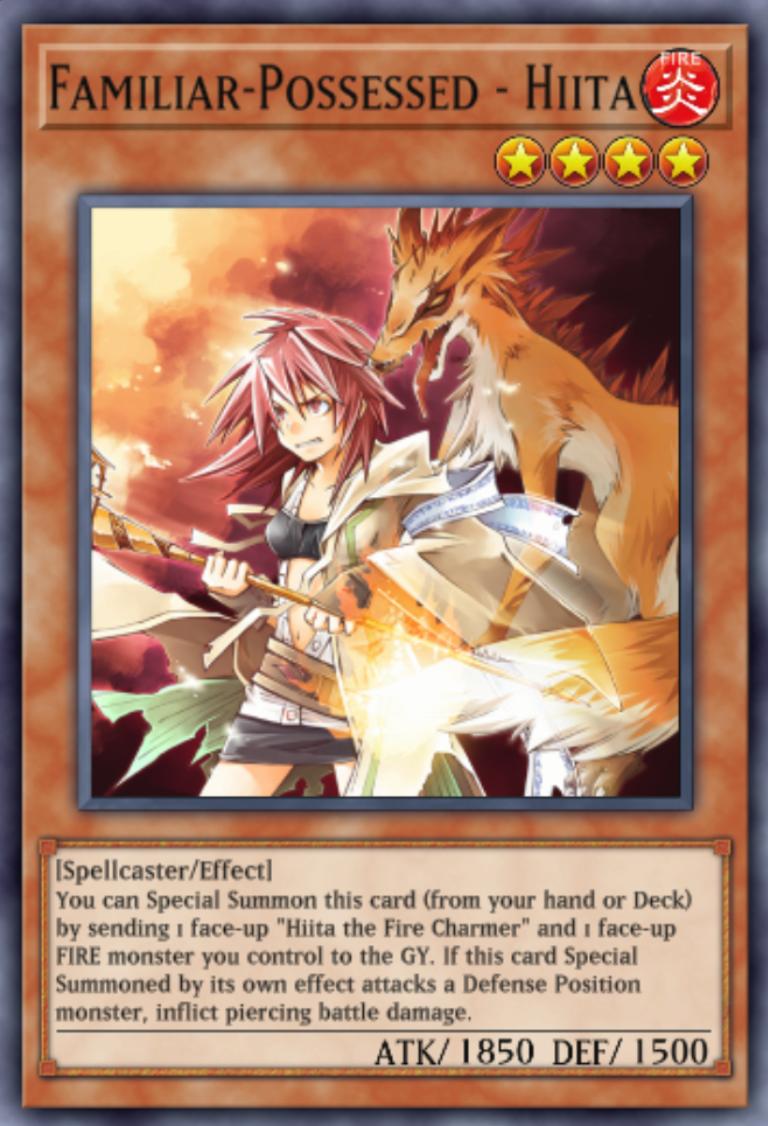 Familiar-Possessed - Hiita
FIRE
炎
[Spellcaster/Effect]
You can Special Summon this card (from your hand or Deck)
by sending 1 face-up "Hiita the Fire Charmer" and 1 face-up
FIRE monster you control to the GY. If this card Special
Summoned by its own effect attacks a Defense Position
monster, inflict piercing battle damage.
ATK/ 1850 DEF/ 1500